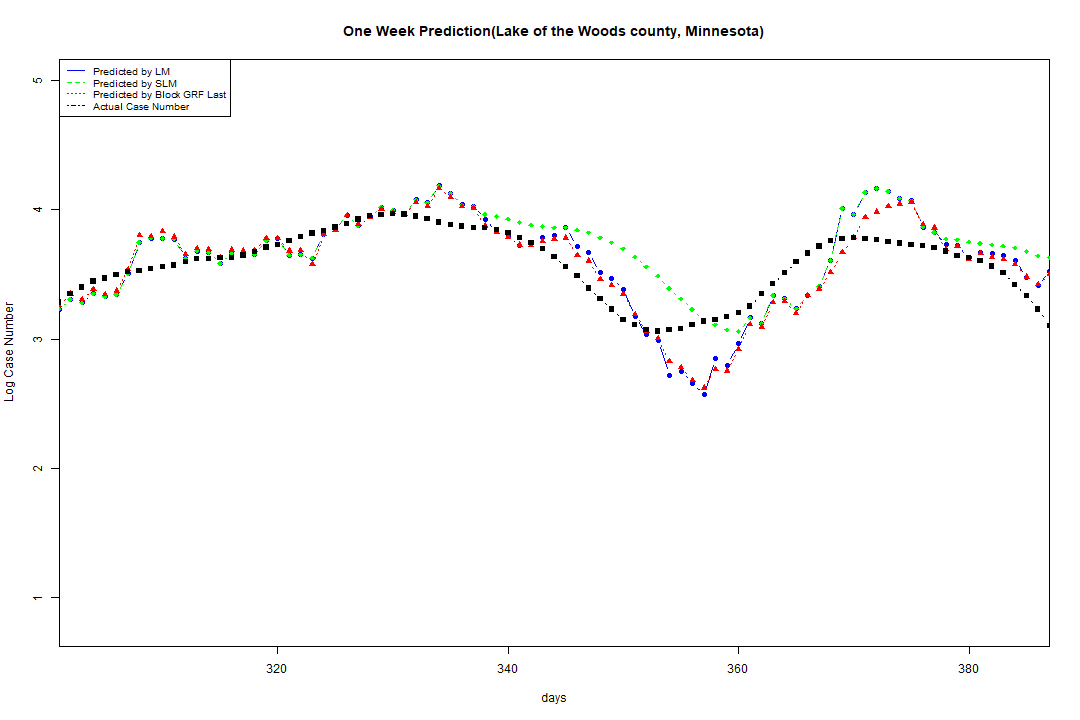 One Week Prediction(Lake of the Woods county, Minnesota)
Predicted by LM
Predicted by SLM
Predicted by Block GRF Last
Actual Case Number
5
4
3
2
1
Log Case Number
320
340
360
380
days